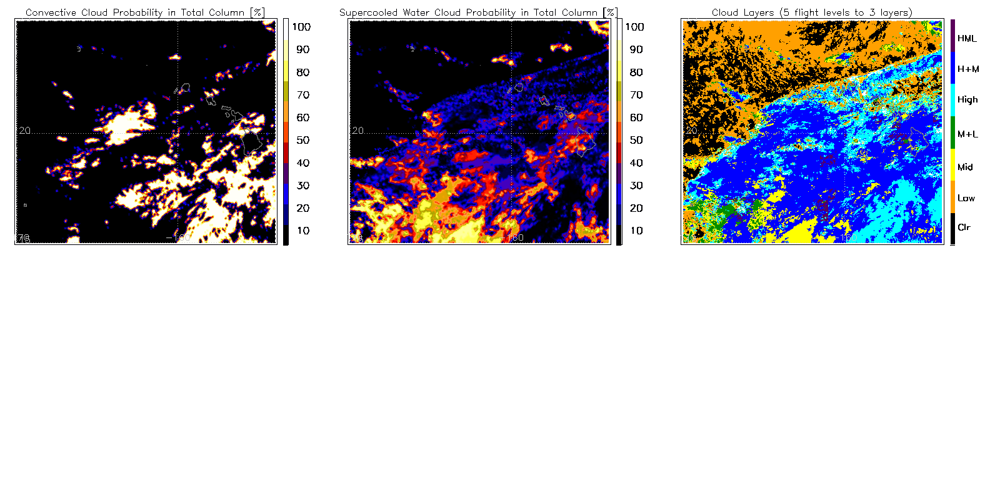 Convective Cloud Probability in Total Column [%]
100
90
80
70
60
50
40
30
20
10
20
Supercooled Water Cloud Probability in Total Column [%]
100
90
80
70
60
50
40
30
20
10
20
Cloud Layers (5 flight levels to 3 layers)
HML
H+M
High
M+L
Mid
Low
Clr
20